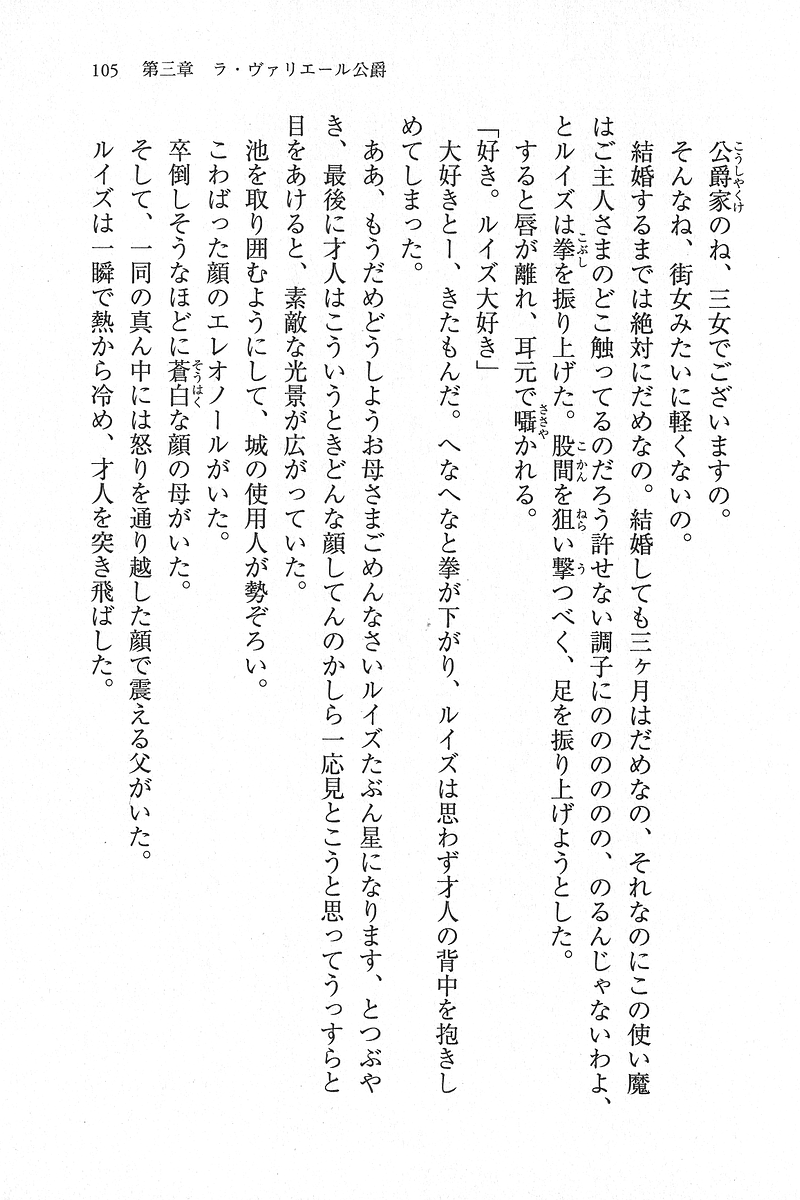 105　第三章　ラ・ヴァリエール公爵
公爵家のね、三女でございますの。
そんなね、街女みたいに軽くないの。
結婚するまでは絶対にだめなの。結婚しても三ヶ月はだめなの、それなのにこの使い魔
はご主人さまのどこ触ってるのだろう許せない調子にのののののの、のるんじゃないわよ、
とルイズは拳を振り上げた。股間を狙い撃つべく、足を振り上げようとした。
すると唇が離れ、耳元で囁かれる。
「好き。ルイズ大好き」
大好きとー、きたもんだ。へなへなと拳が下がり、ルイズは思わず才人の背中を抱きし
めてしまった。
ああ、もうだめどうしようお母さまごめんなさいルイズたぶん星になります、とつぶや
き、最後に才人はこういうときどんな顔してんのかしら一応見とこうと思ってうっすらと
目をあけると、素敵な光景が広がっていた。
池を取り囲むようにして、城の使用人が勢ぞろい。
こわばった顔のエレオノールがいた。
卒倒しそうなほどに蒼白な顔の母がいた。
そして、一同の真ん中には怒りを通り越した顔で震える父がいた。
ルイズは一瞬で熱から冷め、才人を突き飛ばした。